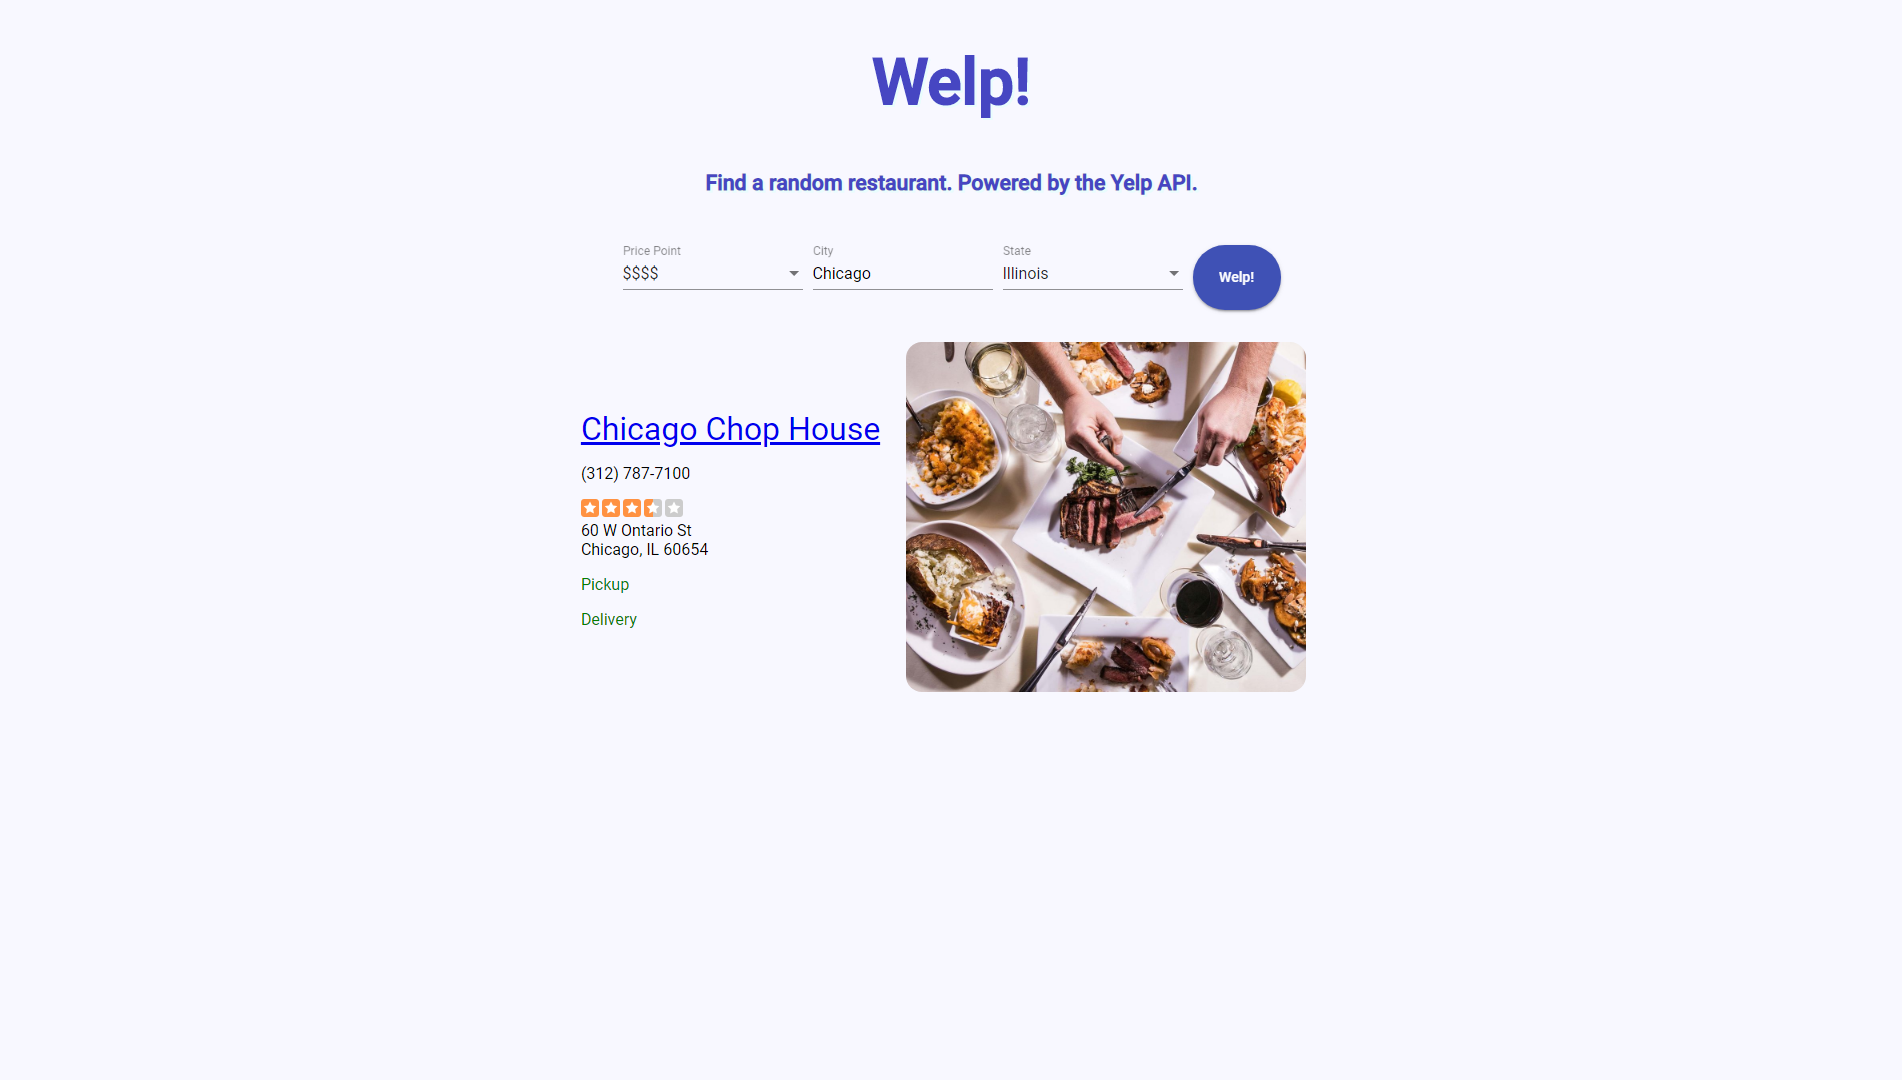 Welp!
Find a random restaurant. Powered by the Yelp API.
Price Point
$$$$
City
Chicago
State
Illinois
Welp!
Chicago Chop House
(312) 787-7100
60 W Ontario St
Chicago, IL 60654
Pickup
Delivery